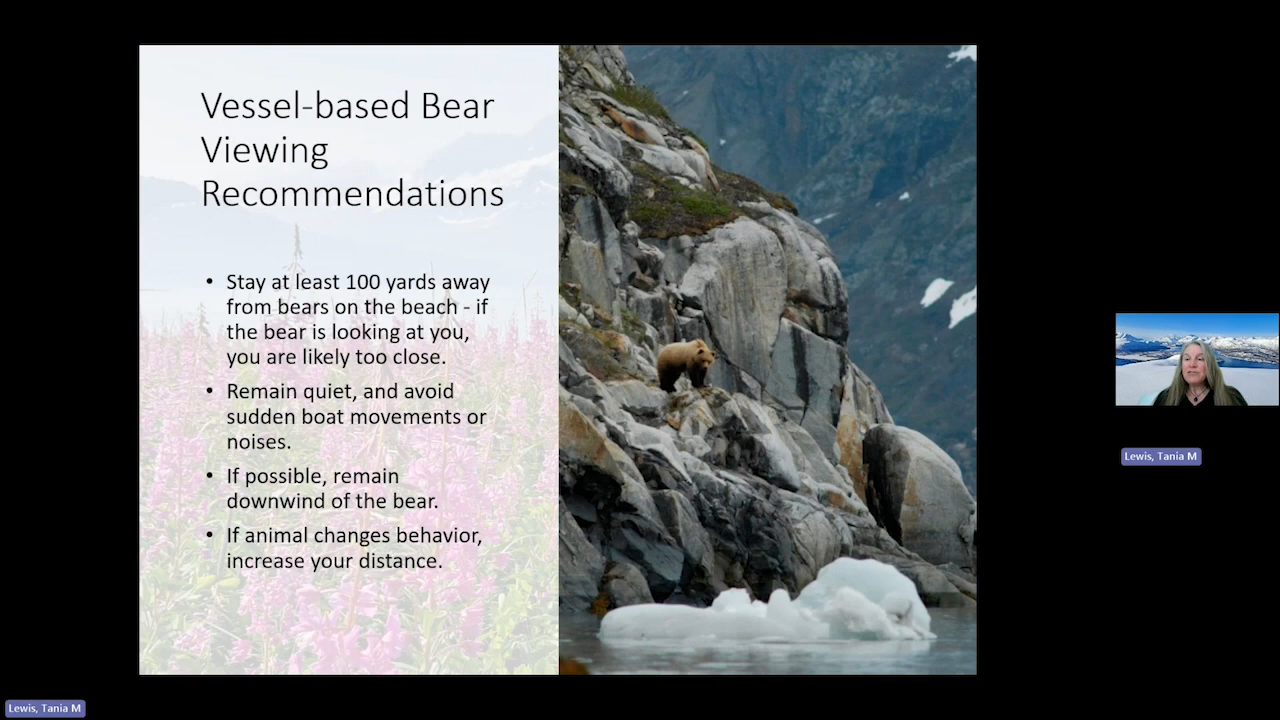 Vessel-based Bear
Viewing
Recommendations
• Stay at least 100 yards away
from bears on the beach - if
the bear is looking at you,
you are likely too close.
• Remain quiet, and avoid
sudden boat movements or
noises.
• If possible, remain
downwind of the bear.
• If animal changes behavior,
increase your distance.
Lewis, Tania M
Lewis, Tania M